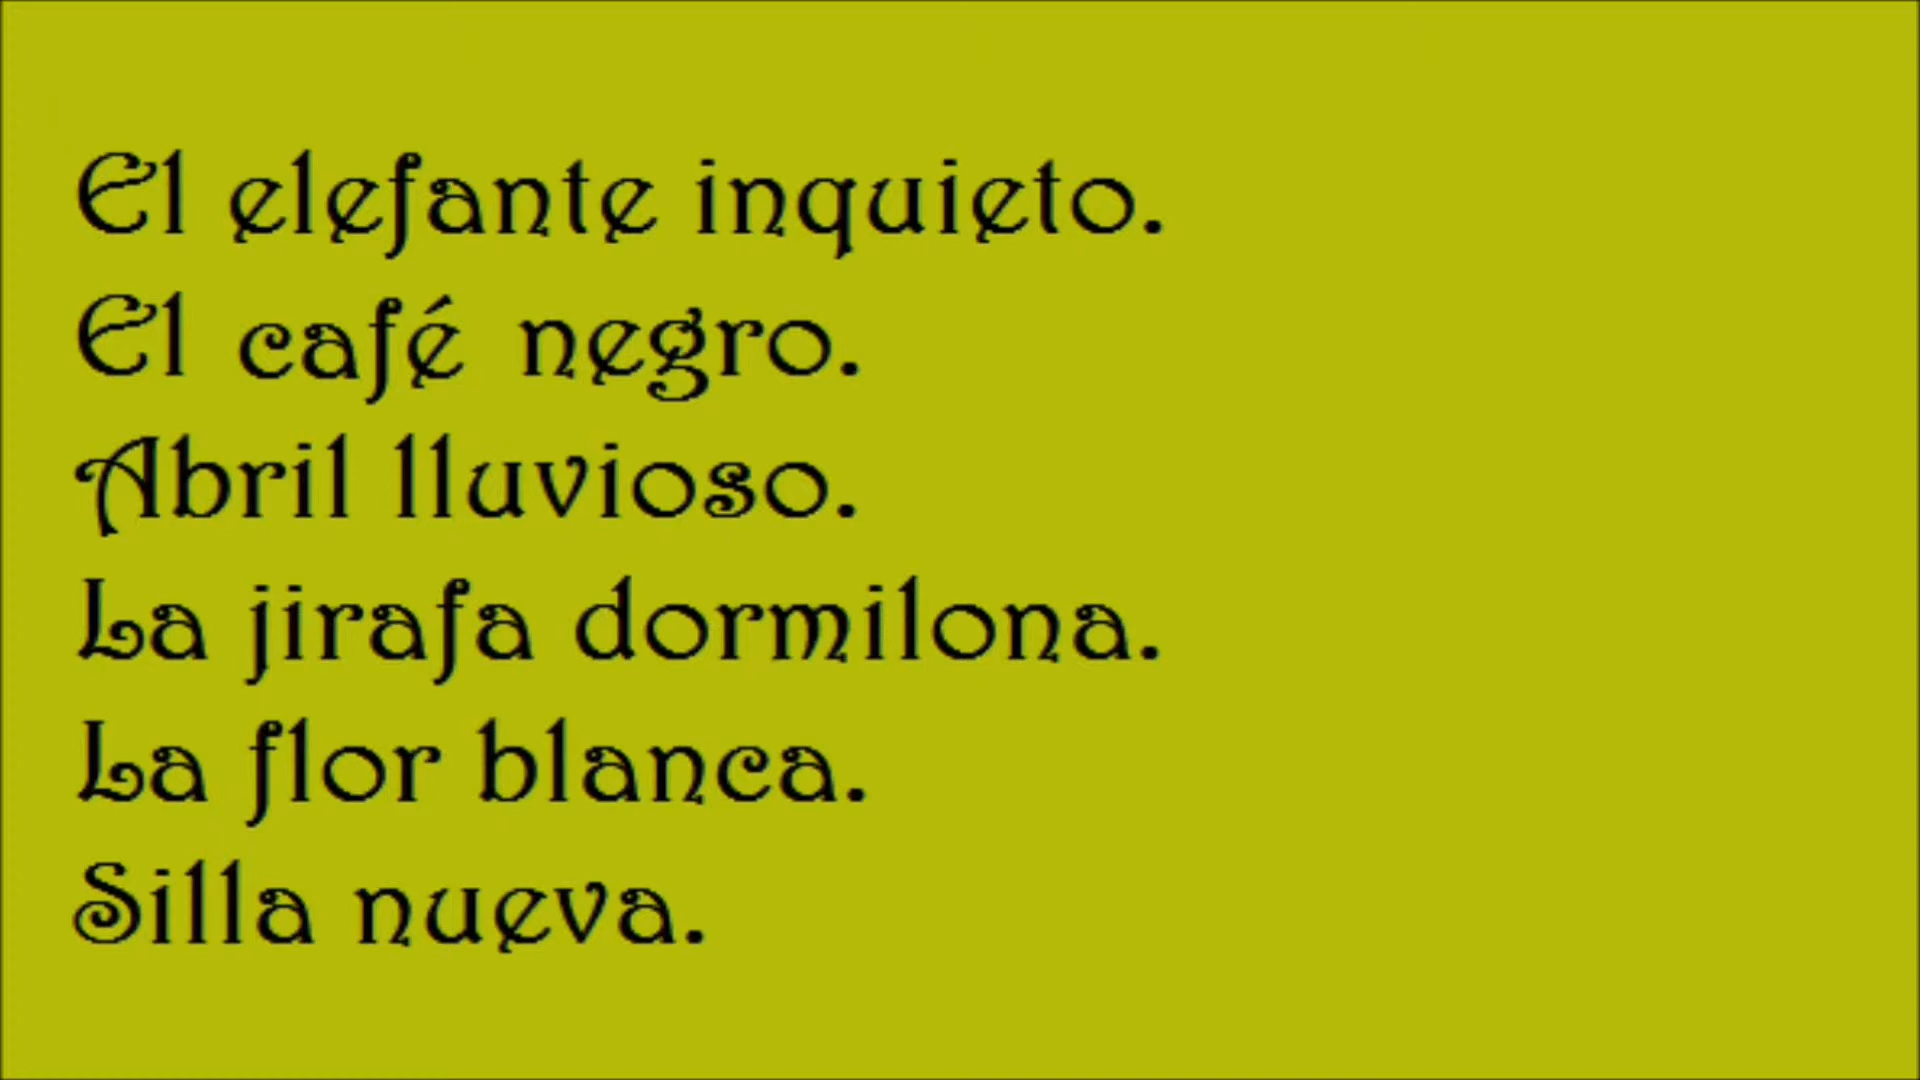 El elefante inquieto.
El café negro.
Abril lluvioso.
La jirafa dormilona.
La flor blanca.
Silla nueva.